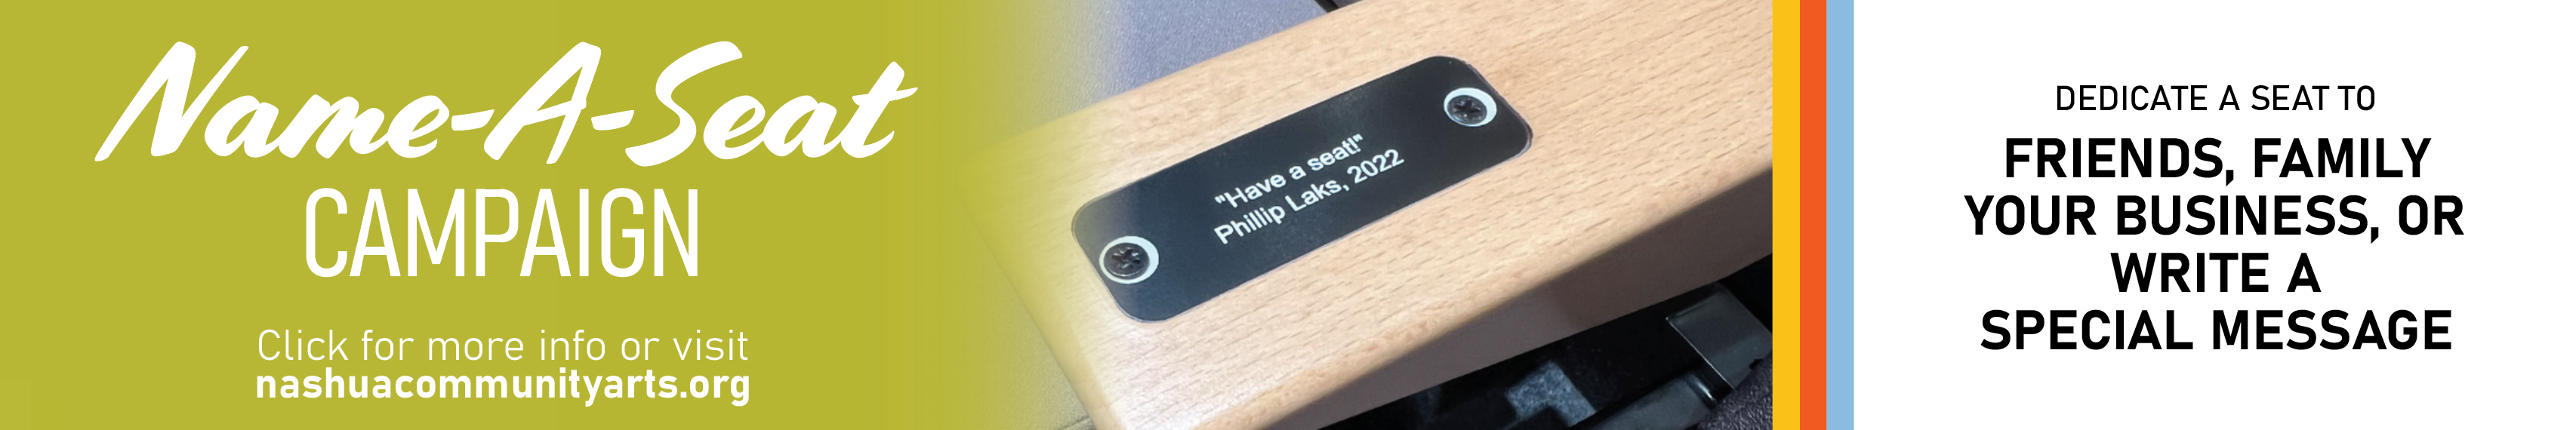 Name-A-Seat
CAMPAIGN
Click for more info or visit
nashuacommunityarts.org
"Have a seat!"
Phillip Laks, 2022
DEDICATE A SEAT TO
FRIENDS, FAMILY
YOUR BUSINESS, OR
WRITE A
SPECIAL MESSAGE